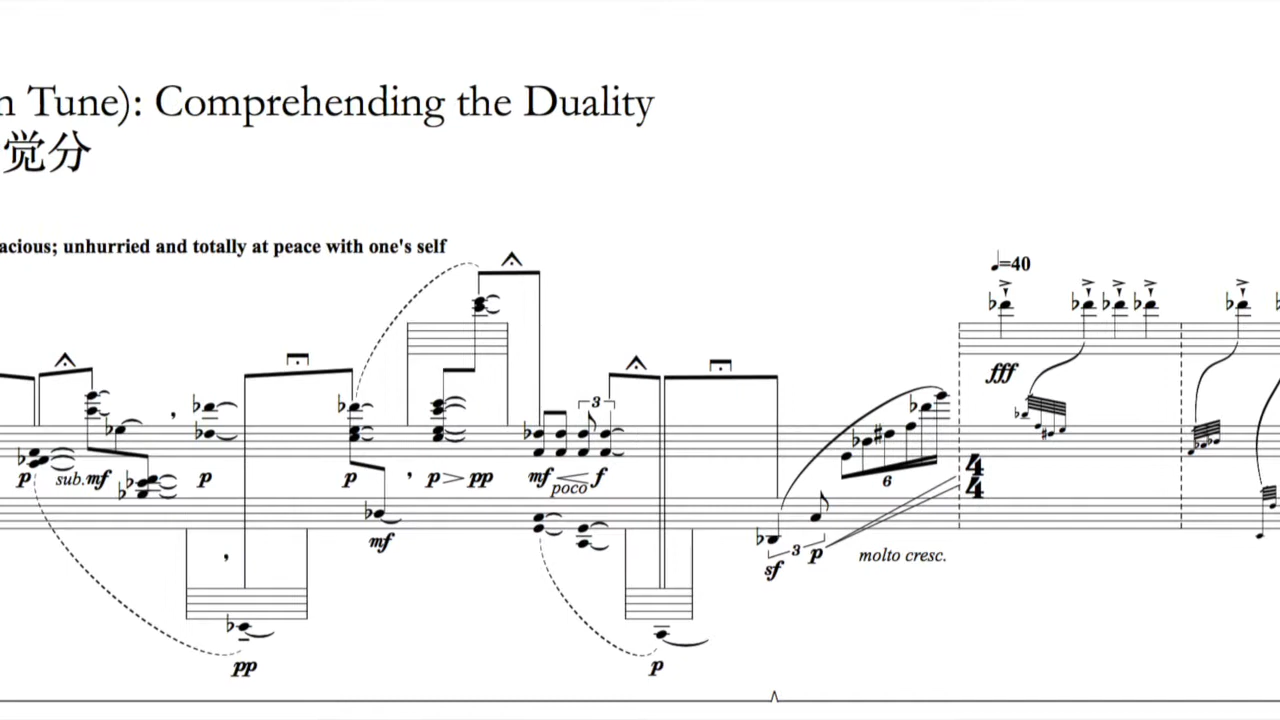 n Tune): Comprehending the Duality
觉分
acious; unhurried and totally at peace with one's self
♩=40
fff
3
p sub. mf p p p > pp mf poco f
6
4
4
mf
3
sf p molto cresc.
pp p